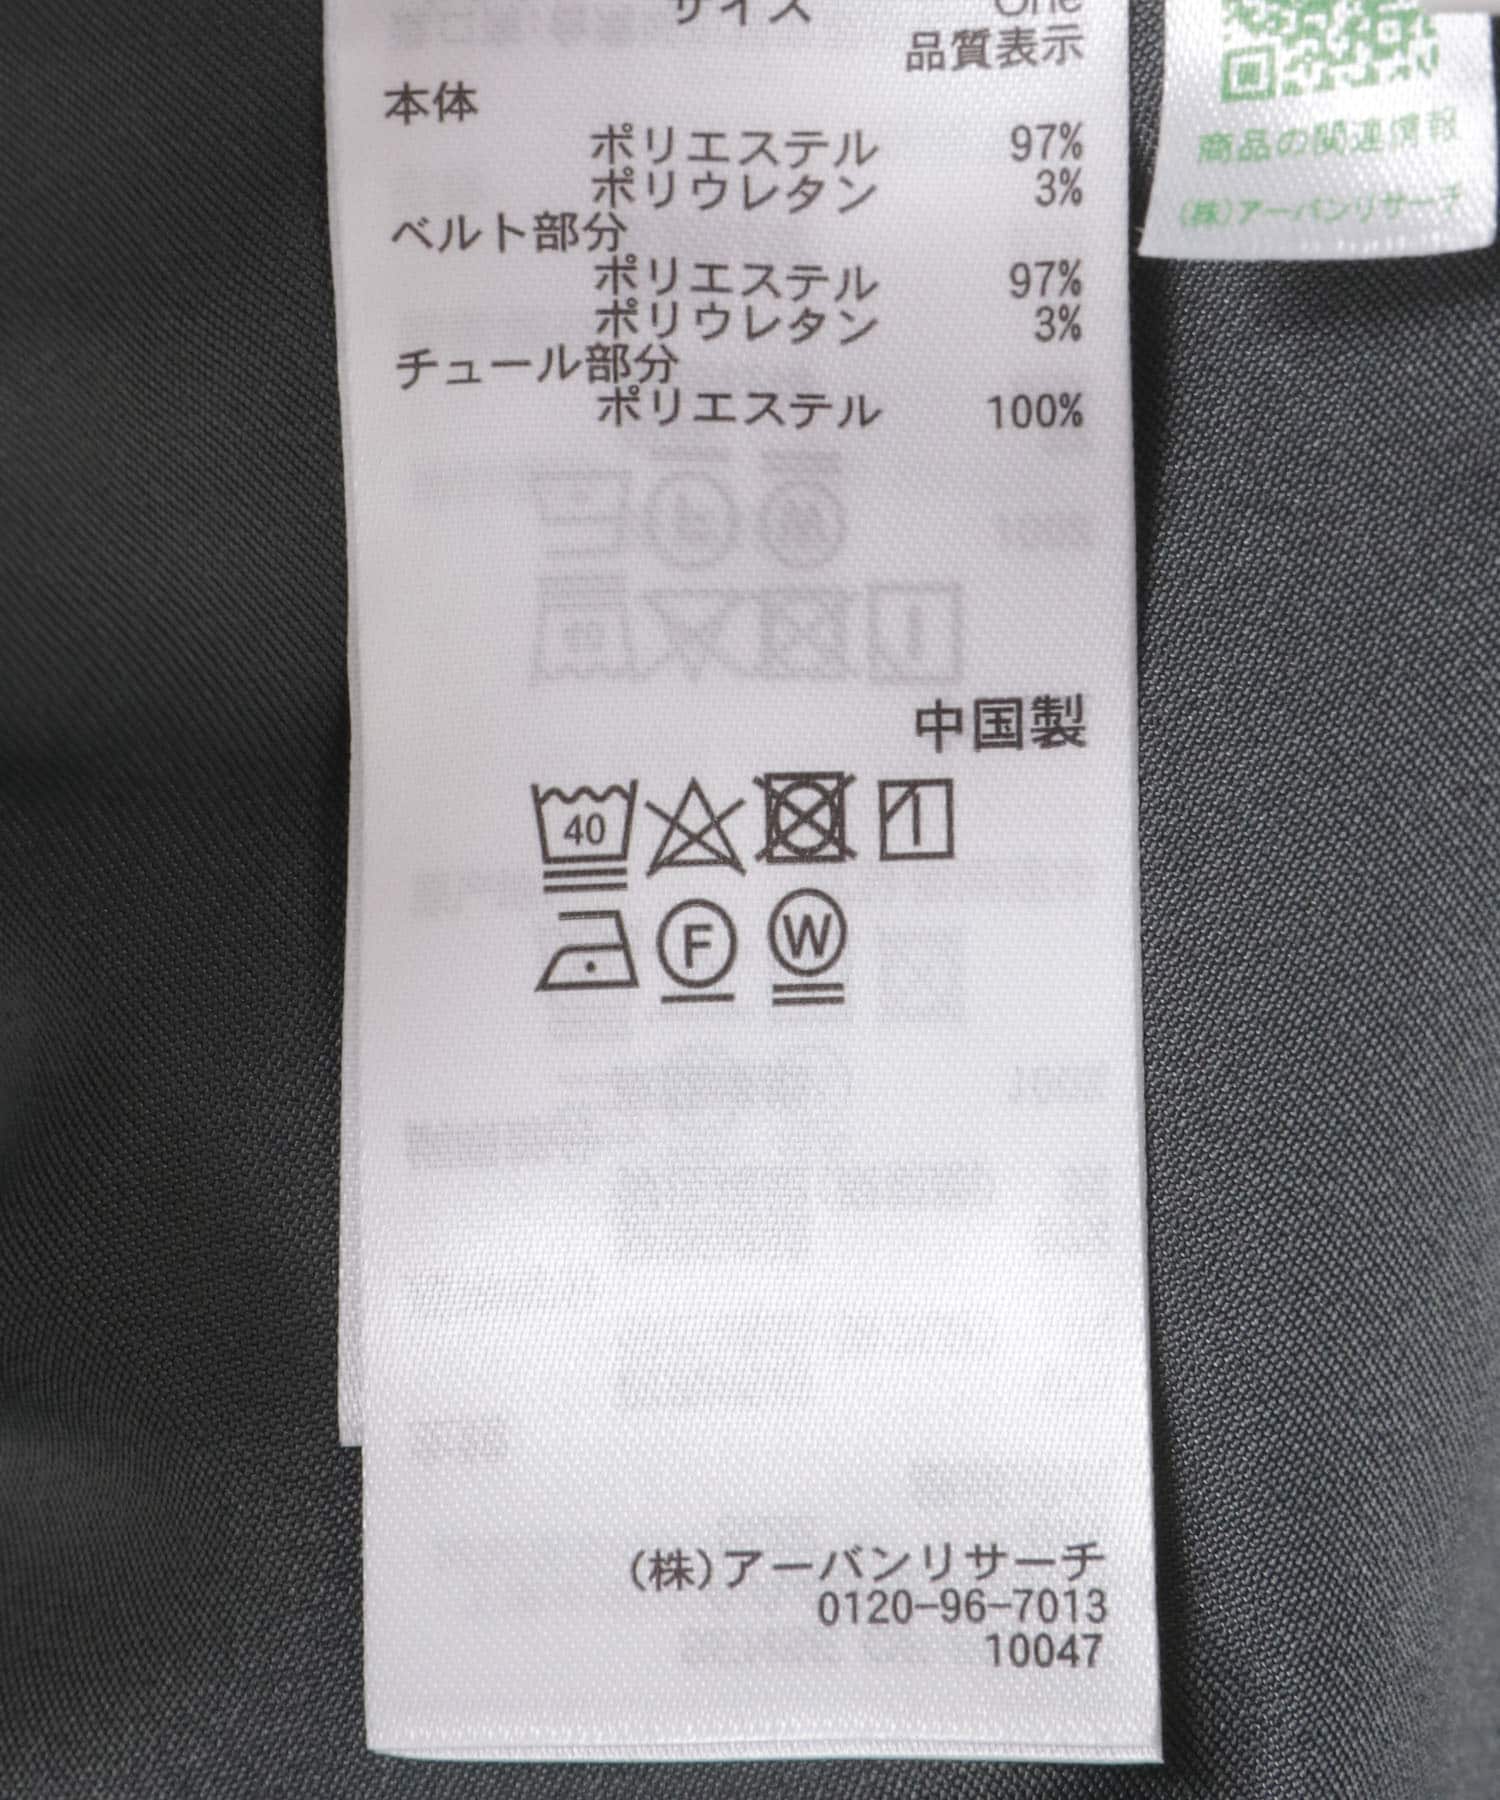 サイズ One
品質表示
本体
ポリエステル 97%
ポリウレタン 3%
ベルト部分
ポリエステル 97%
ポリウレタン 3%
チュール部分
ポリエステル 100%
中国製
40
F W
(株)アーバンリサーチ
0120-96-7013
10047
商品の関連情報
(株)アーバンリサーチ